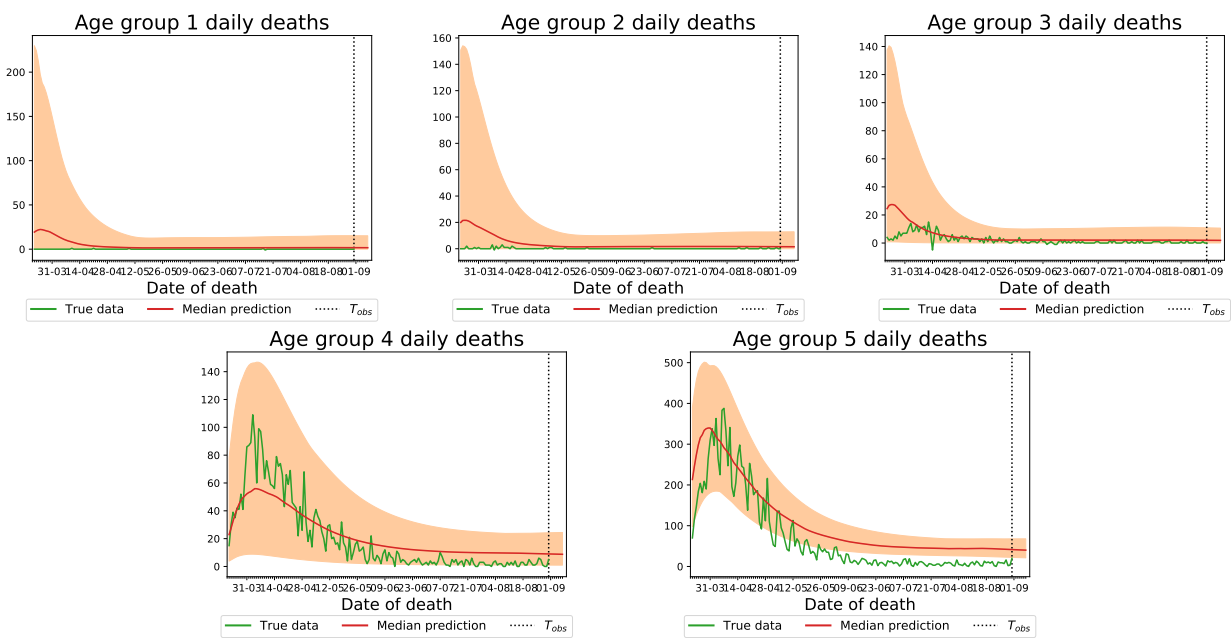 Age group 1 daily deaths
200
150
100
50
0
31-03 14-04 28-04 12-05 26-05 09-06 23-06 07-07 21-07 04-08 18-08 01-09
Date of death
True data Median prediction T_obs
Age group 2 daily deaths
160
140
120
100
80
60
40
20
0
31-03 14-04 28-04 12-05 26-05 09-06 23-06 07-07 21-07 04-08 18-08 01-09
Date of death
True data Median prediction T_obs
Age group 3 daily deaths
140
120
100
80
60
40
20
0
31-03 14-04 28-04 12-05 26-05 09-06 23-06 07-07 21-07 04-08 18-08 01-09
Date of death
True data Median prediction T_obs
Age group 4 daily deaths
140
120
100
80
60
40
20
0
31-03 14-04 28-04 12-05 26-05 09-06 23-06 07-07 21-07 04-08 18-08 01-09
Date of death
True data Median prediction T_obs
Age group 5 daily deaths
500
400
300
200
100
0
31-03 14-04 28-04 12-05 26-05 09-06 23-06 07-07 21-07 04-08 18-08 01-09
Date of death
True data Median prediction T_obs